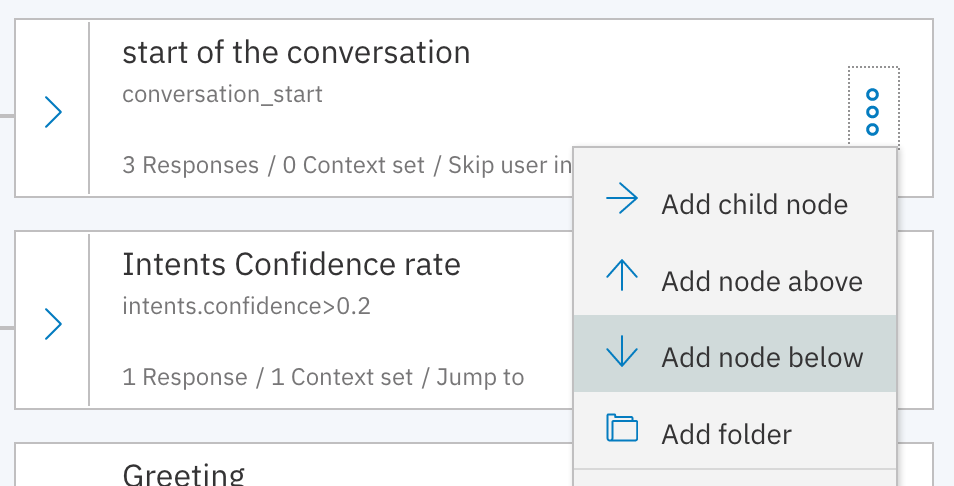 start of the conversation
conversation_start
3 Responses / 0 Context set / Skip user in
Add child node
Add node above
Add node below
Add folder
Intents Confidence rate
intents.confidence>0.2
1 Response / 1 Context set / Jump to
Greeting